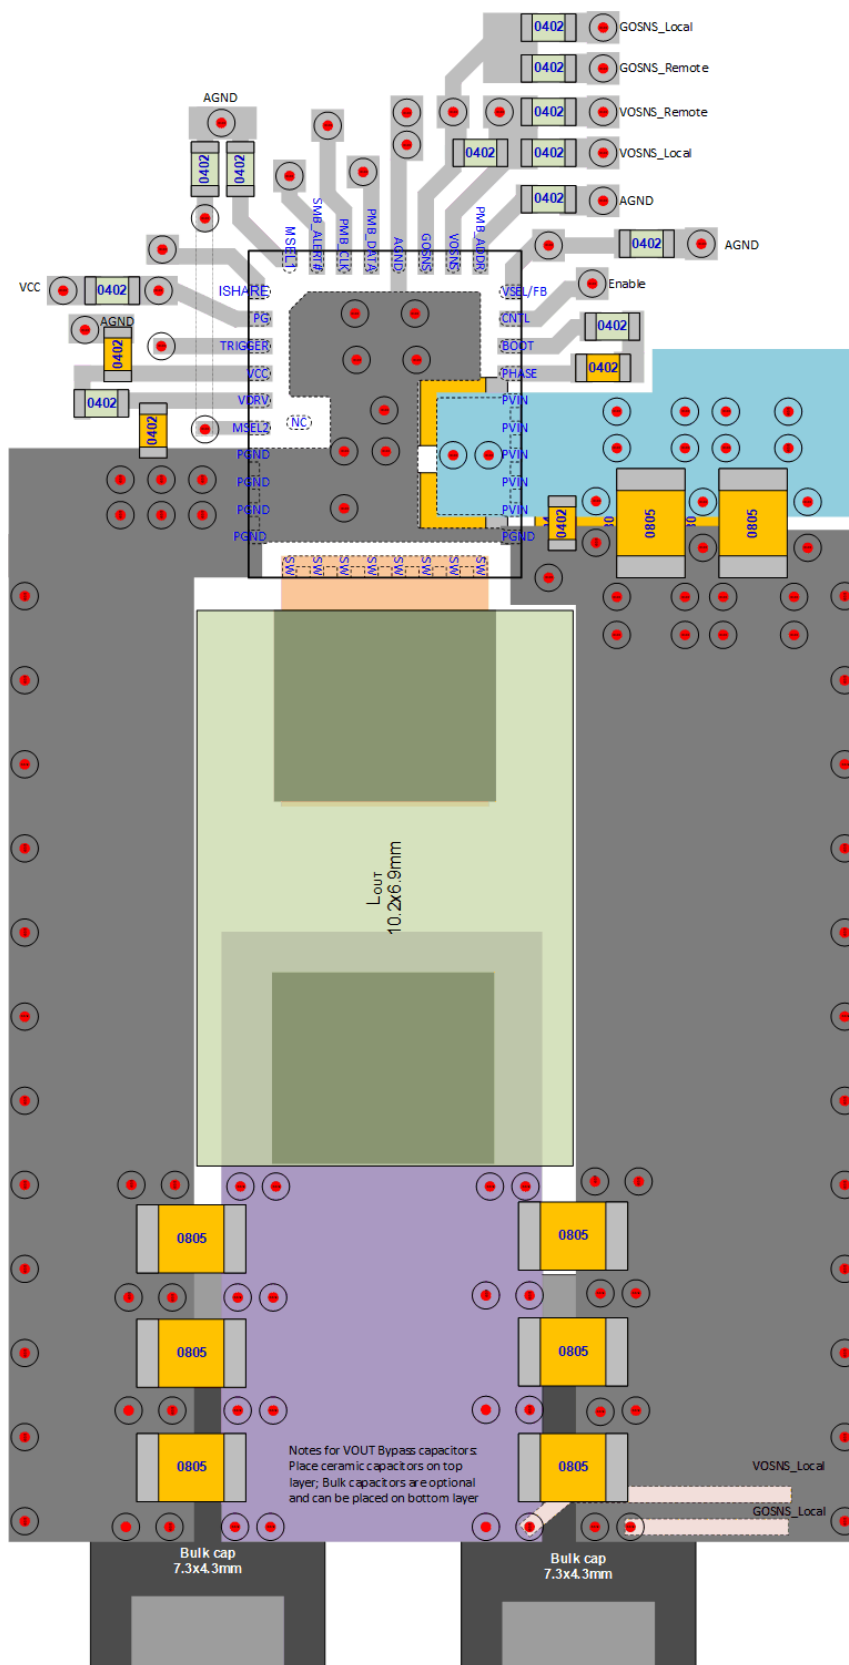 0402
GOSNS_Local
0402
GOSNS_Remote
AGND
0402
VOSNS_Remote
0402
0402
0402
0402
VOSNS_Local
0402
AGND
MSEL1
SMB_ALERT#
PMB_CLK
PMB_DATA
AGND
GOSNS
VOSNS
PMB_ADDR
0402
AGND
VCC
0402
ISHARE
VSEL/FB
Enable
PG
CNTL
AGND
0402
TRIGGER
BOOT
0402
VCC
PHASE
0402
0402
VDRV
PVIN
0402
MSEL2
NC
PVIN
PGND
PVIN
PGND
PVIN
PGND
PVIN
0402
0805
0805
PGND
PGND
SW
SW
SW
SW
SW
SW
SW
SW
LOUT
10.2x6.9mm
0805
0805
0805
0805
Notes for VOUT Bypass capacitors:
Place ceramic capacitors on top
layer; Bulk capacitors are optional
and can be placed on bottom layer
0805
0805
VOSNS_Local
GOSNS_Local
Bulk cap
7.3x4.3mm
Bulk cap
7.3x4.3mm